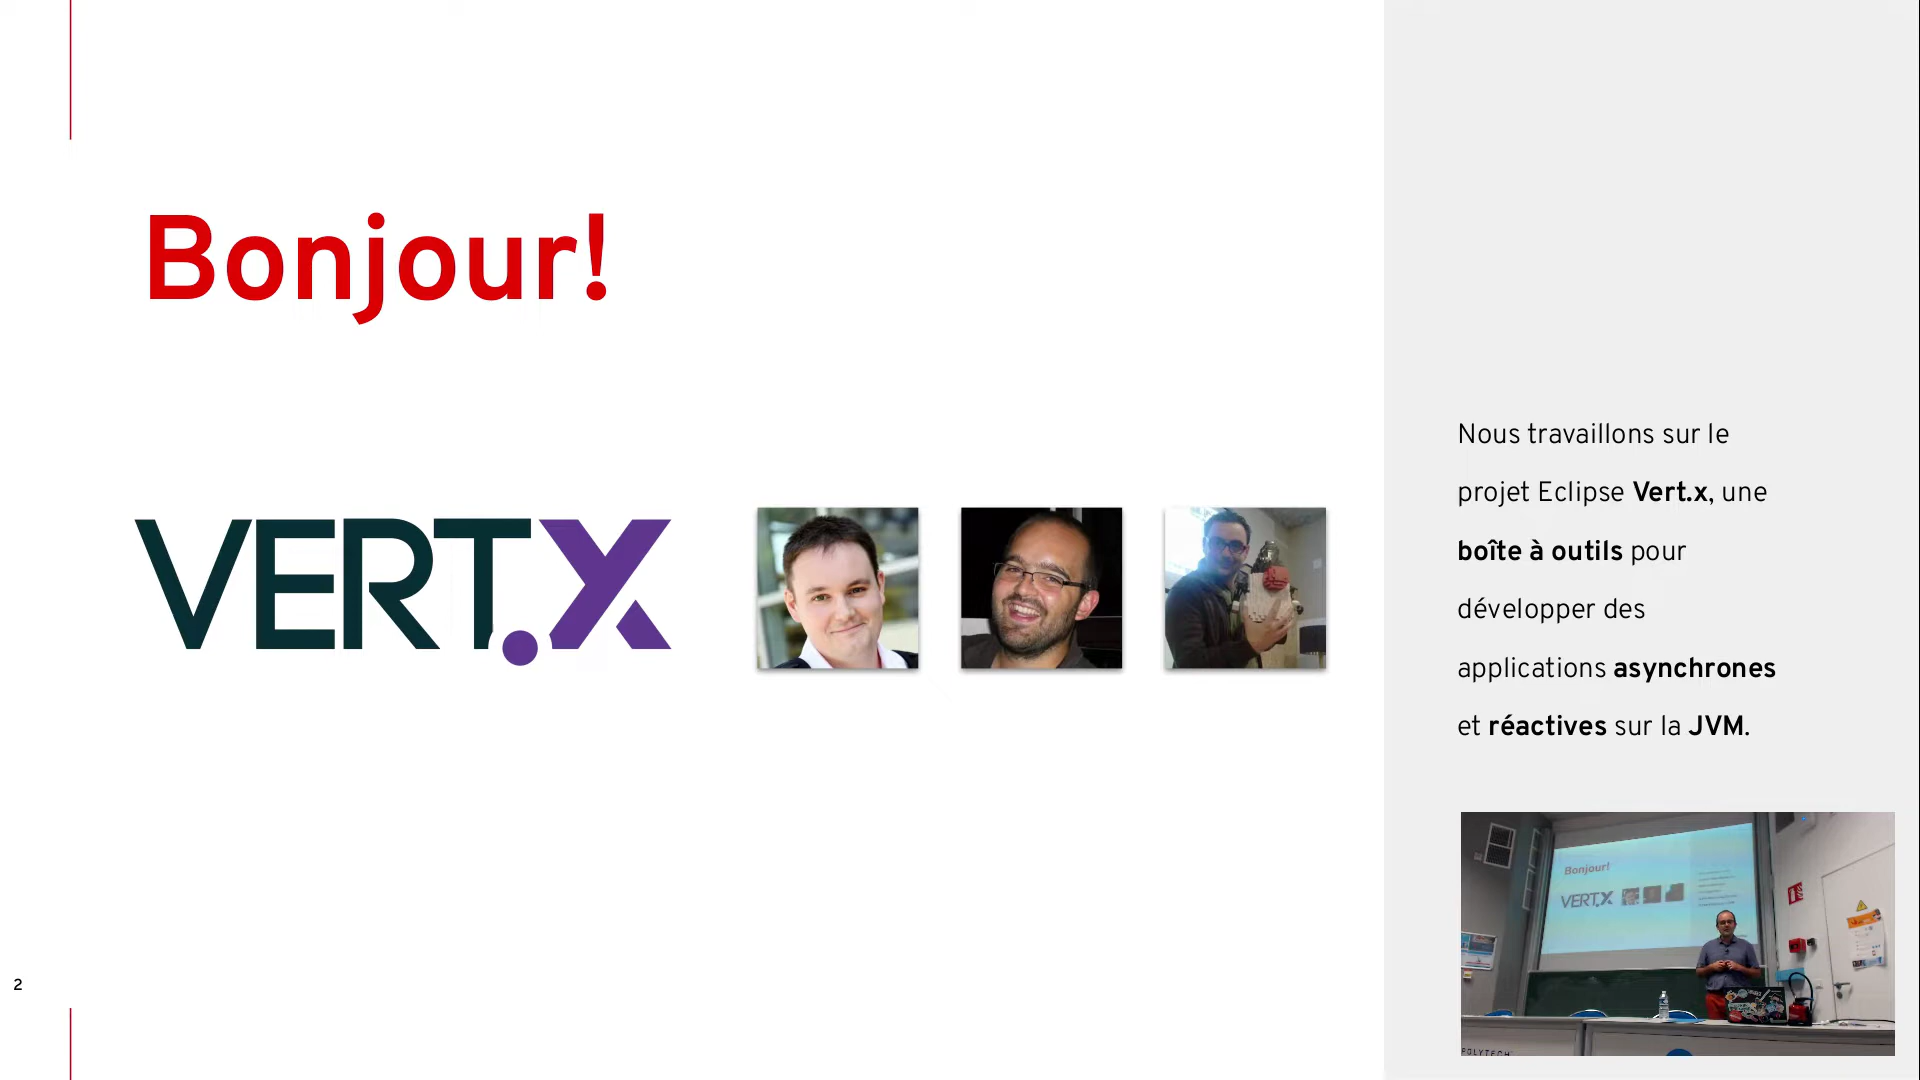 Bonjour!
VERT.X
Nous travaillons sur le
projet Eclipse Vert.x, une
boîte à outils pour
développer des
applications asynchrones
et réactives sur la JVM.
2
Bonjour!
VERT.X
POLYTECH